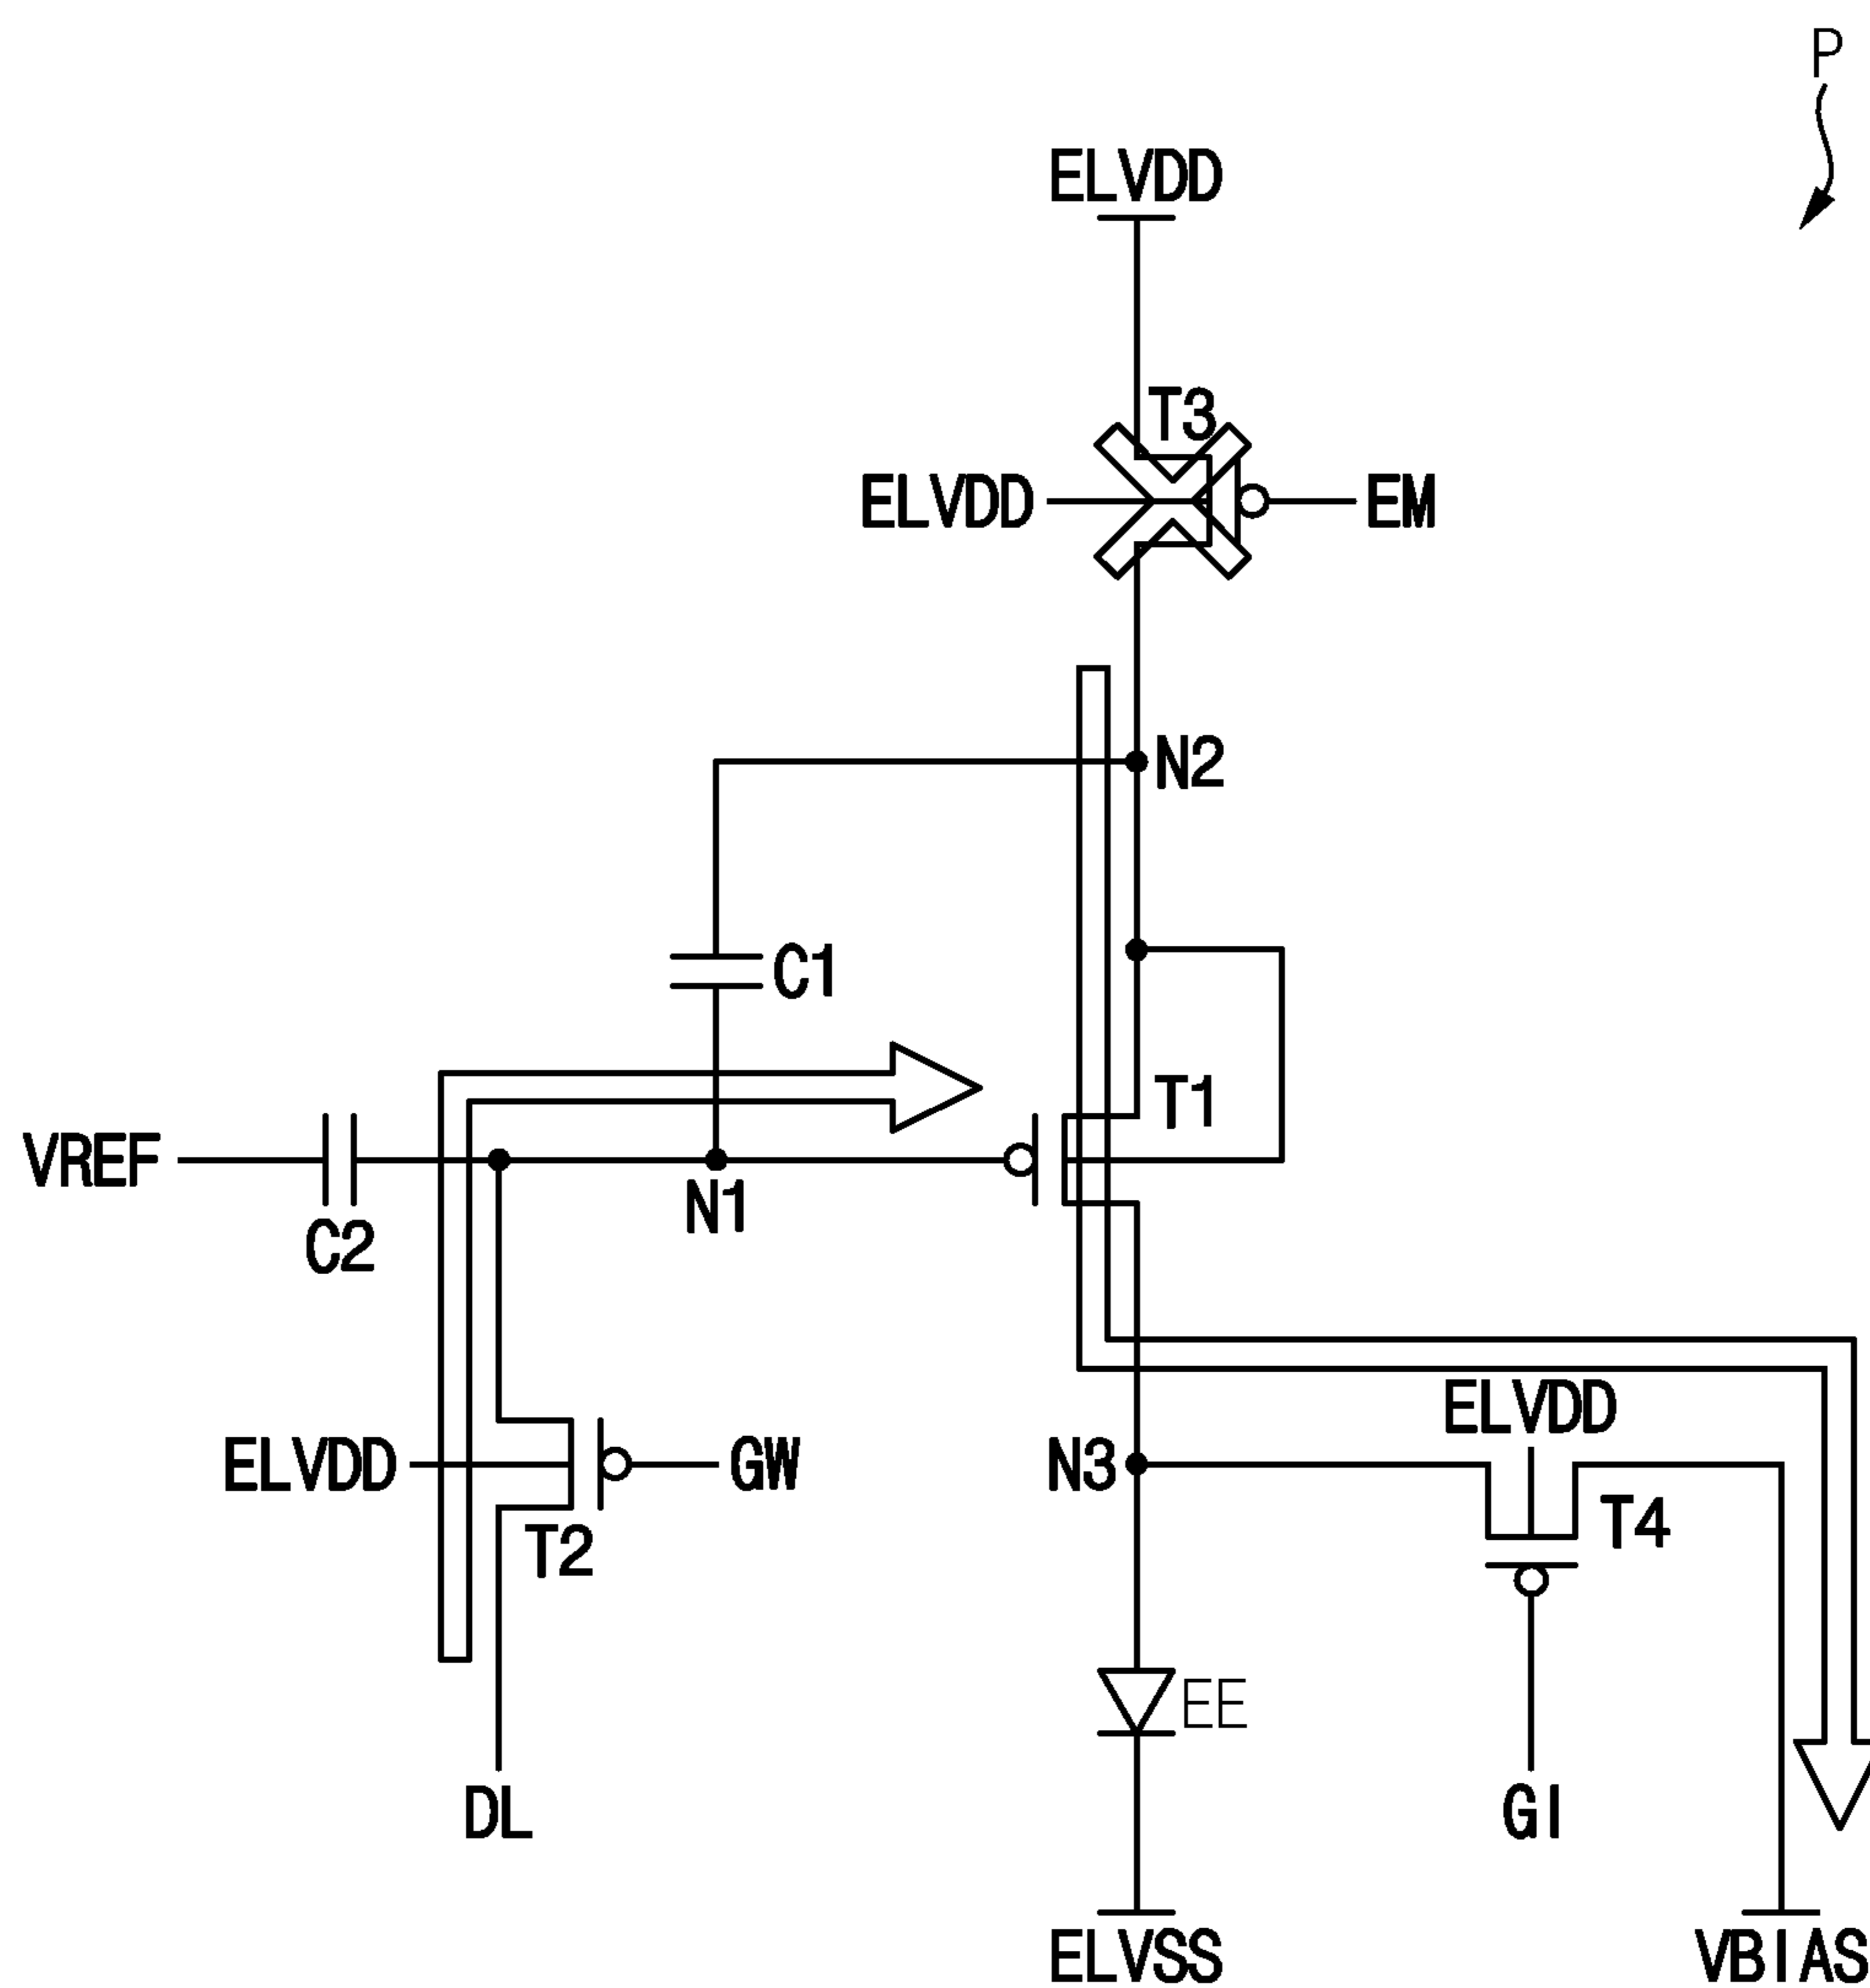 P
ELVDD
T3
ELVDD
EM
N2
C1
T1
VREF
N1
C2
ELVDD
ELVDD
GW
N3
T4
T2
EE
DL
GI
ELVSS
VBIAS